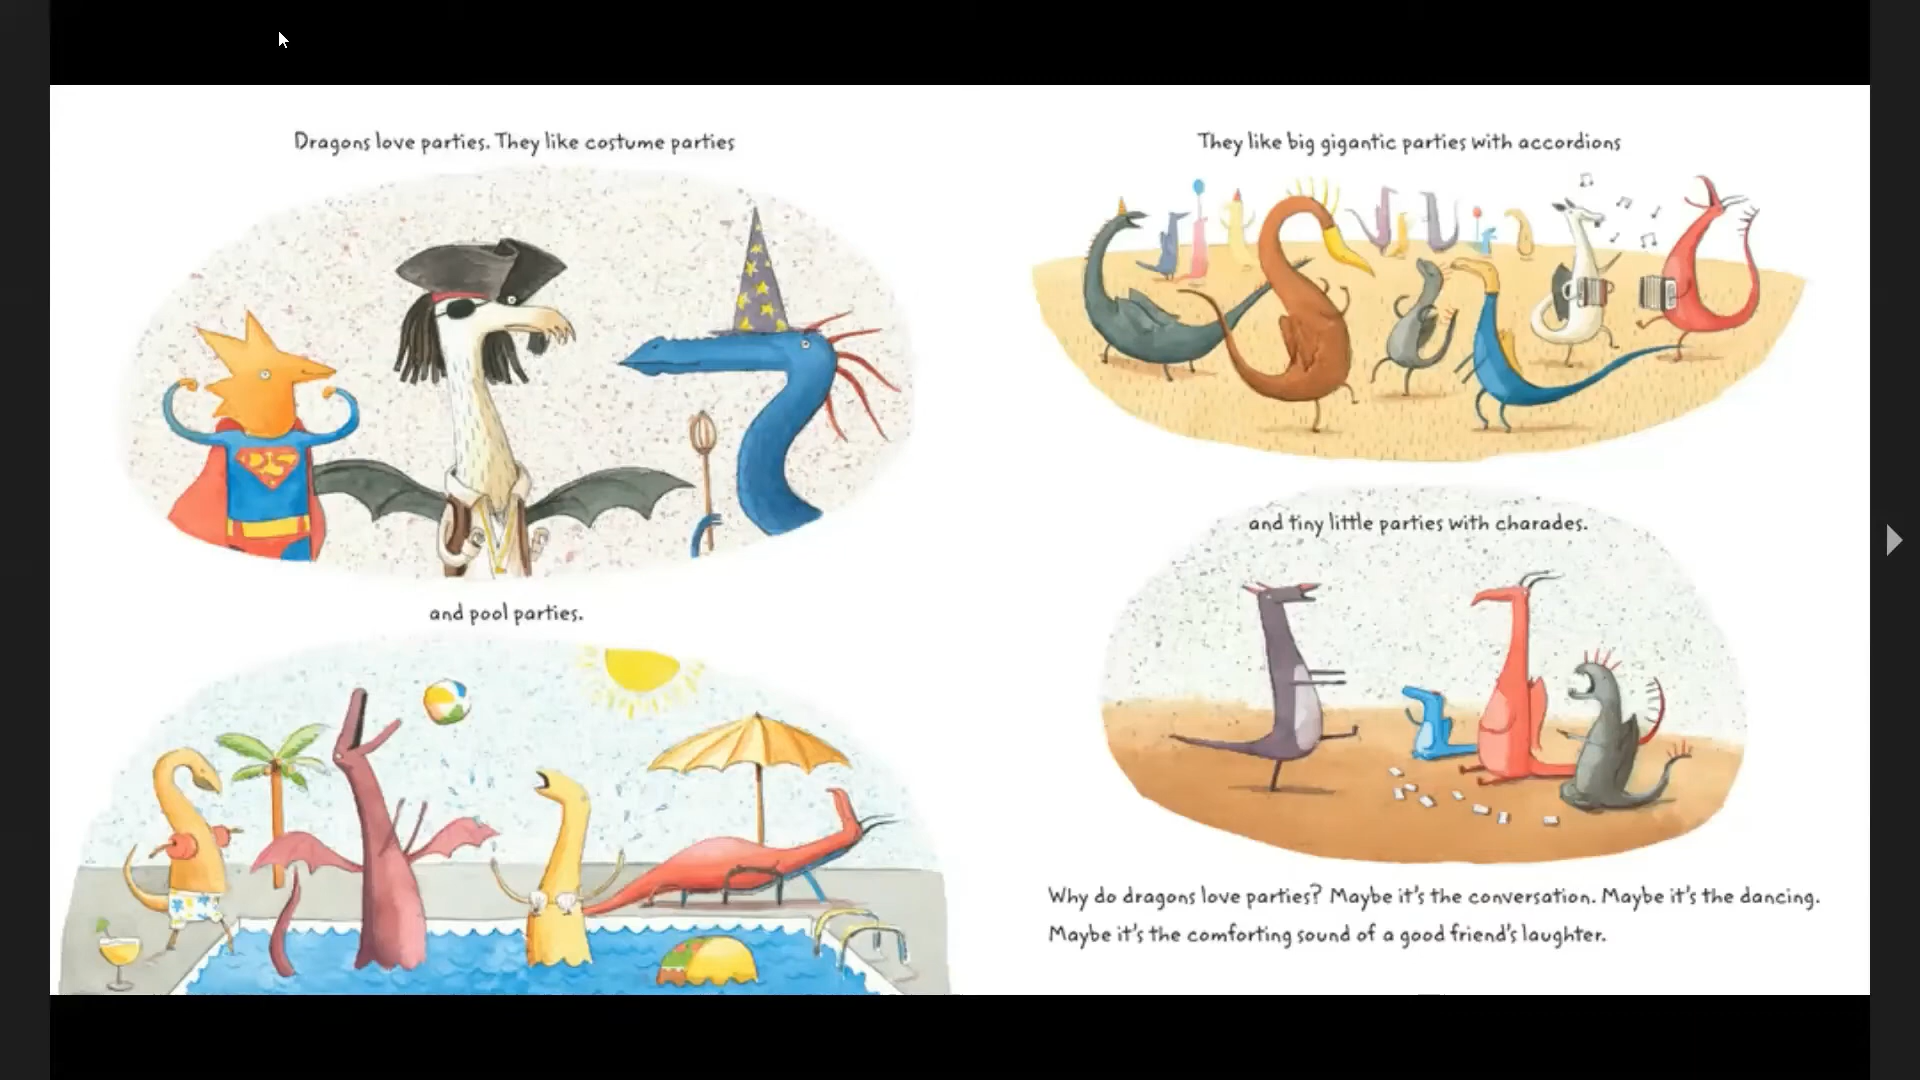 Dragons love parties. They like costume parties
and pool parties.
They like big gigantic parties with accordions
and tiny little parties with charades.
Why do dragons love parties? Maybe it's the conversation. Maybe it's the dancing.
Maybe it's the comforting sound of a good friend's laughter.